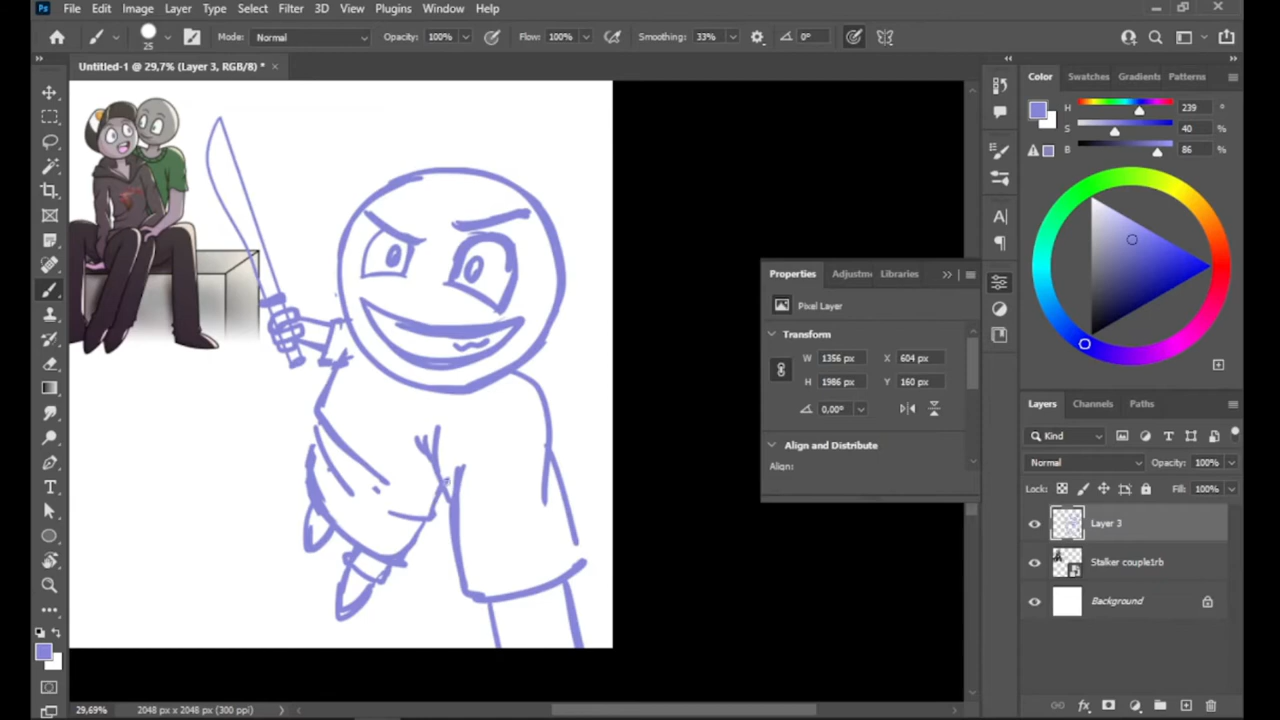 Ps File Edit Image Layer Type Select Filter 3D View Plugins Window Help
25 Mode: Normal Opacity: 100% Flow: 100% Smoothing: 33% 0°
Untitled-1 @ 29,7% (Layer 3, RGB/8) *
Color Swatches Gradients Patterns
H 239 °
S 40 %
B 86 %
Properties Adjustm Libraries
Pixel Layer
Transform
W 1356 px X 604 px
H 1986 px Y 160 px
0,00°
Align and Distribute
Align:
Layers Channels Paths
Kind
Normal Opacity: 100%
Lock: Fill: 100%
Layer 3
Stalker couple1rb
Background
29,69% 2048 px x 2048 px (300 ppi)